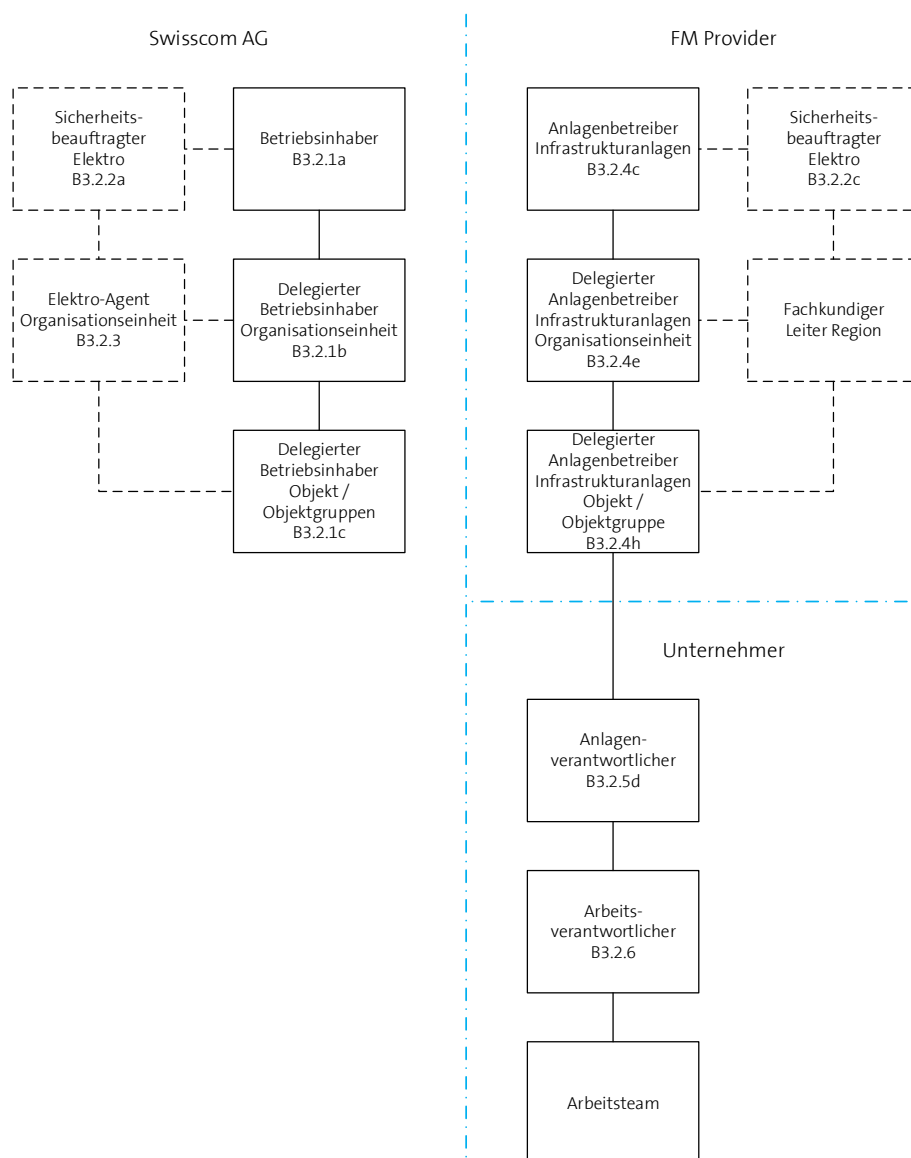 Swisscom AG
FM Provider
Sicherheits-
beauftragter
Elektro
B3.2.2a
Betriebsinhaber
B3.2.1a
Anlagenbetreiber
Infrastrukturanlagen
B3.2.4c
Sicherheits-
beauftragter
Elektro
B3.2.2c
Elektro-Agent
Organisationseinheit
B3.2.3
Delegierter
Betriebsinhaber
Organisationseinheit
B3.2.1b
Delegierter
Anlagenbetreiber
Infrastrukturanlagen
Organisationseinheit
B3.2.4e
Fachkundiger
Leiter Region
Delegierter
Betriebsinhaber
Objekt /
Objektgruppen
B3.2.1c
Delegierter
Anlagenbetreiber
Infrastrukturanlagen
Objekt /
Objektgruppe
B3.2.4h
Unternehmer
Anlagen-
verantwortlicher
B3.2.5d
Arbeits-
verantwortlicher
B3.2.6
Arbeitsteam